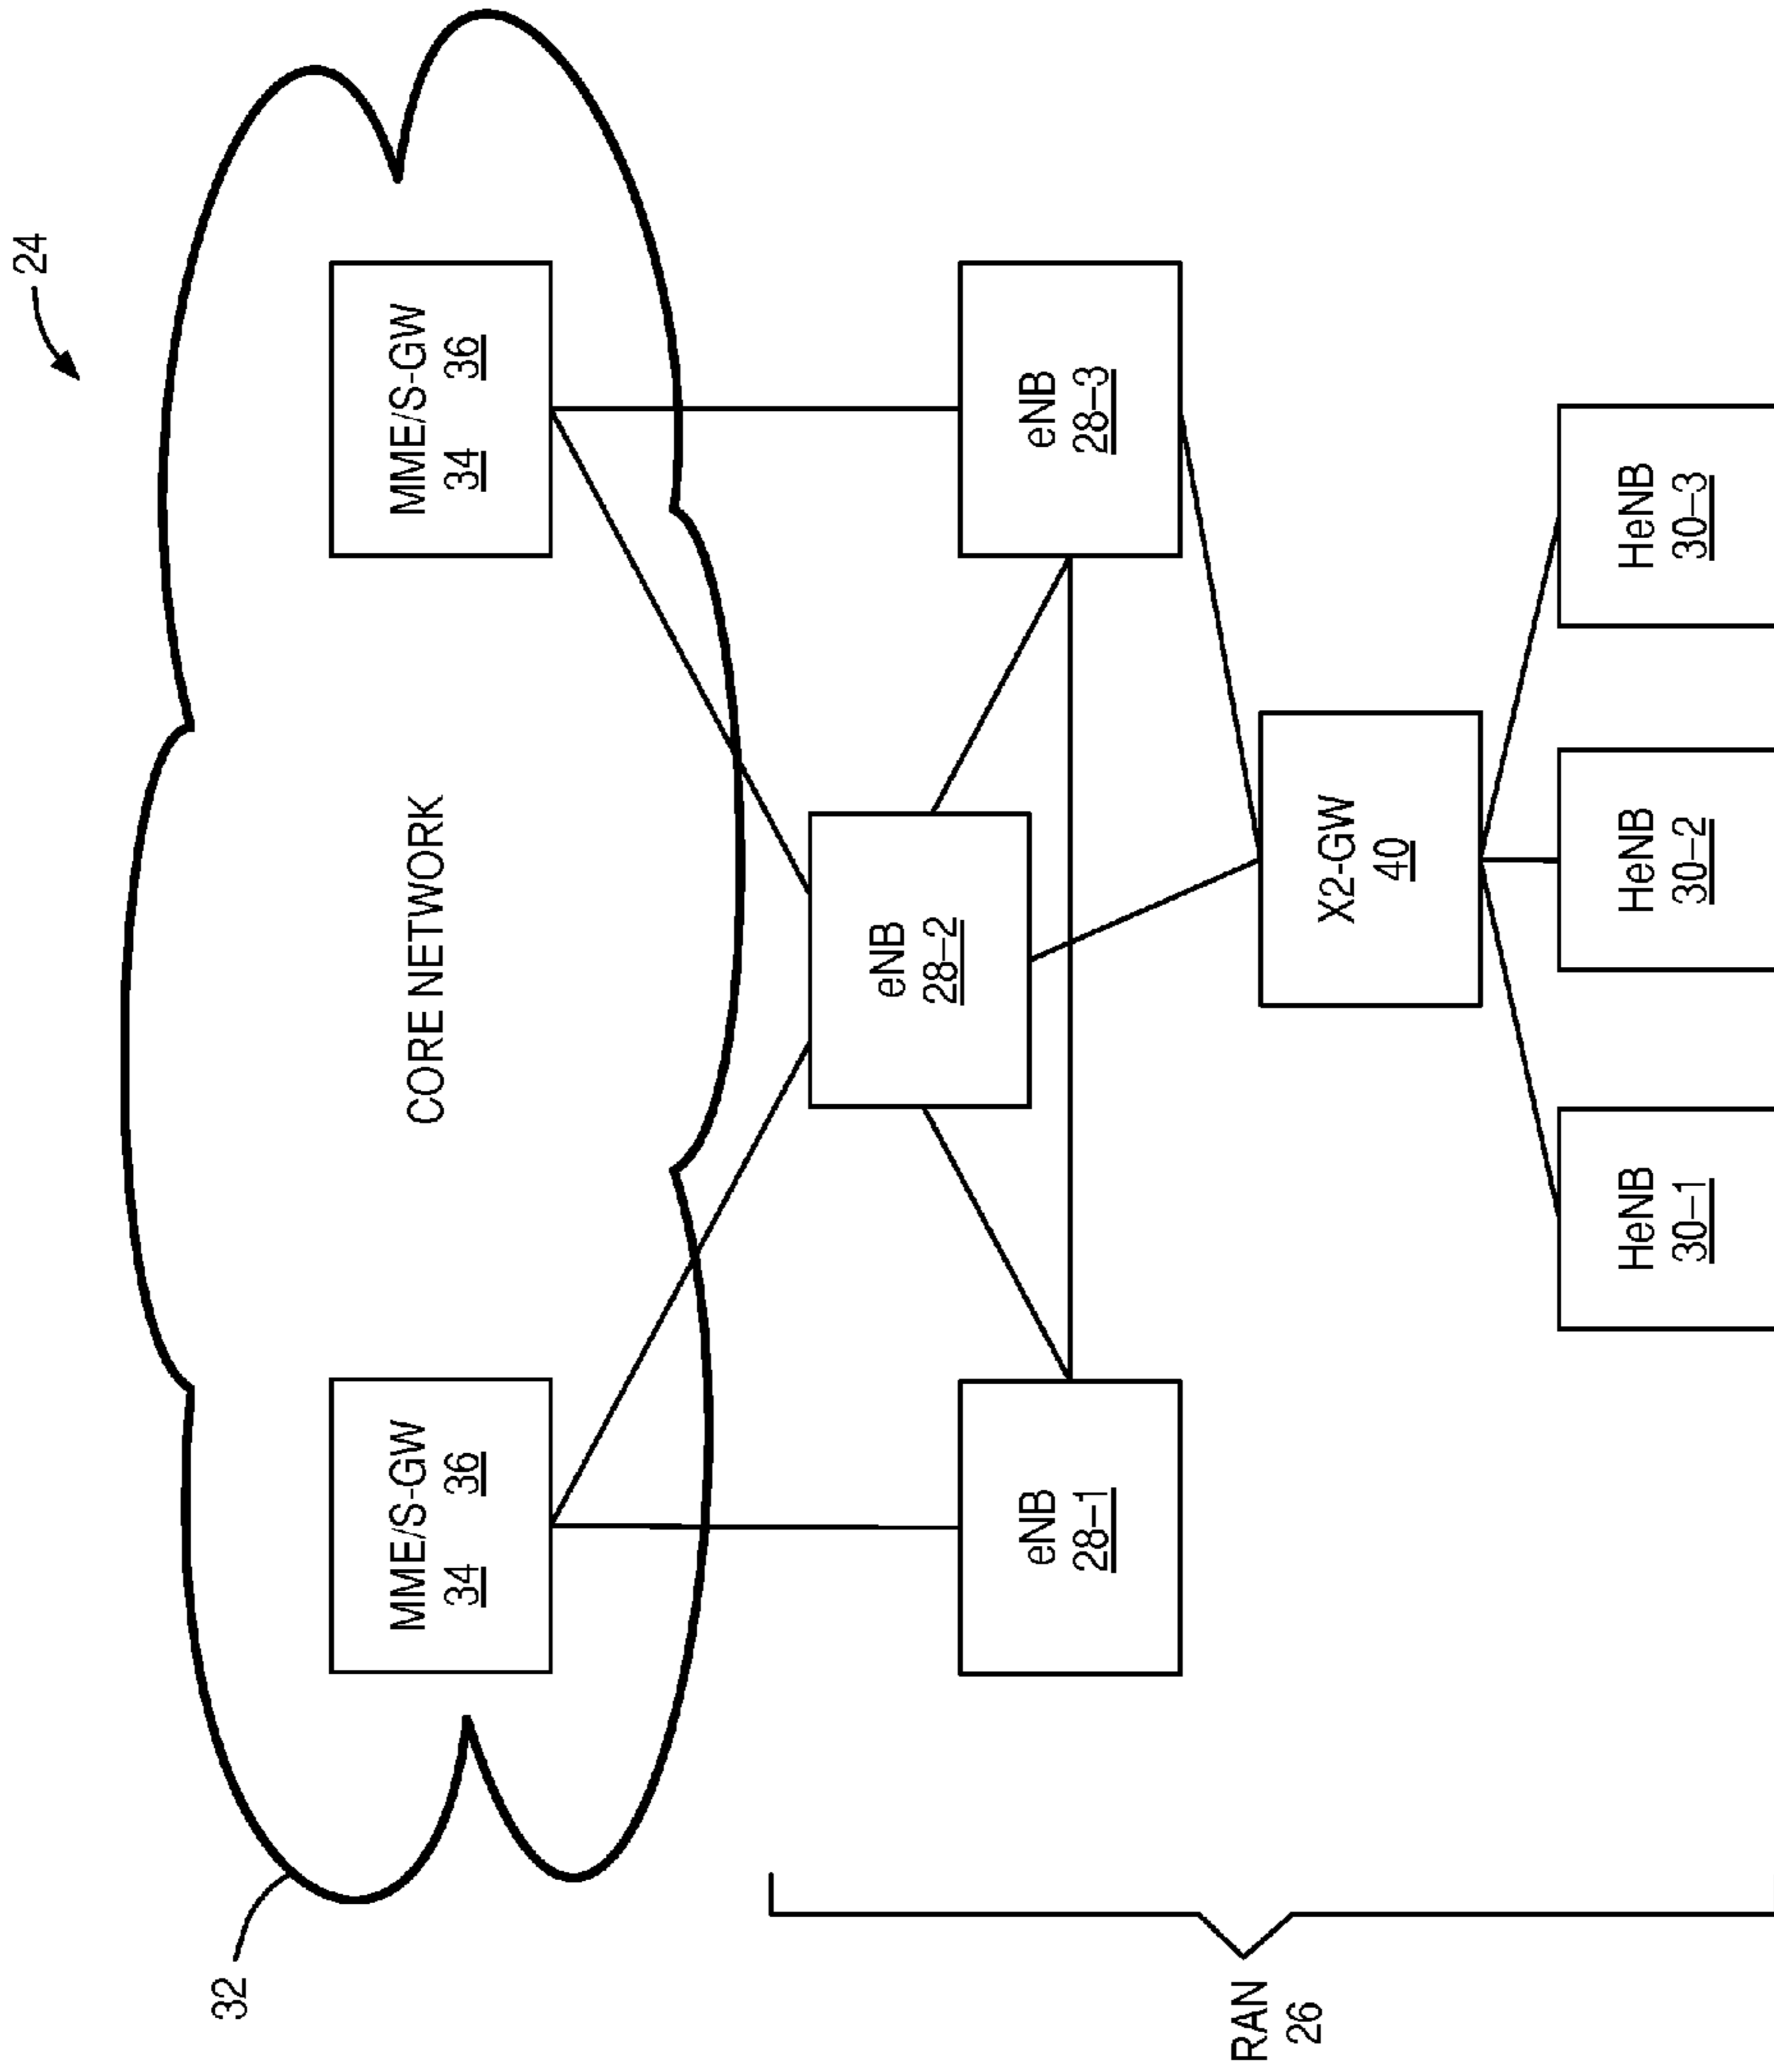 24
32
CORE NETWORK
MME/S-GW
34 36
MME/S-GW
34 36
eNB
28-2
eNB
28-1
eNB
28-3
X2-GW
40
RAN
26
HeNB
30-1
HeNB
30-2
HeNB
30-3